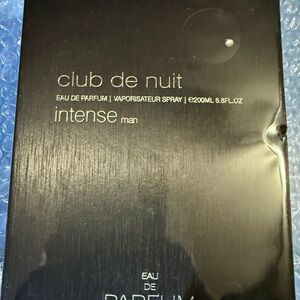 club de nuit
EAU DE PARFUM | VAPORISATEUR SPRAY | ℮200ML 6.8FL.OZ
intense man
EAU
DE
PARFUM